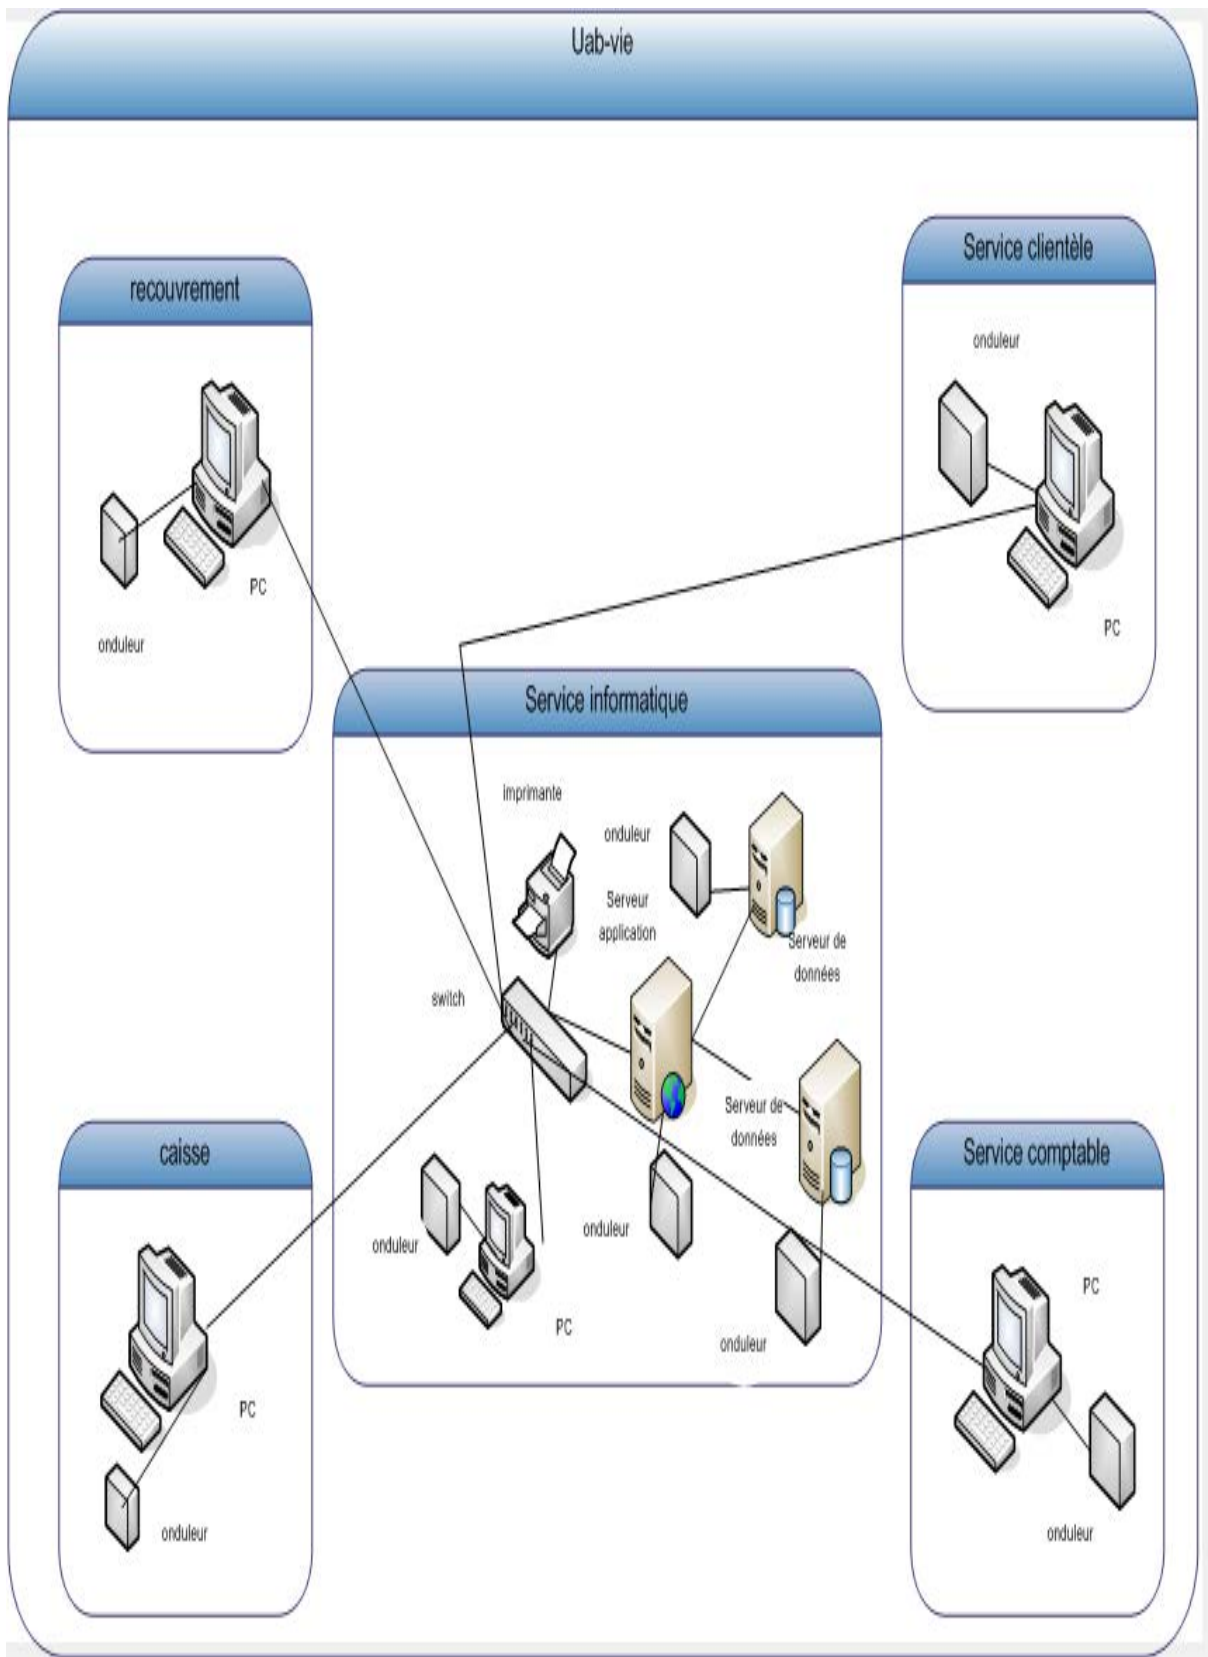 Uab-vie
recouvrement
PC
onduleur
Service clientèle
onduleur
PC
Service informatique
imprimante
onduleur
Serveur
application
Serveur de
données
switch
Serveur de
données
onduleur
onduleur
PC
onduleur
caisse
PC
onduleur
Service comptable
PC
onduleur